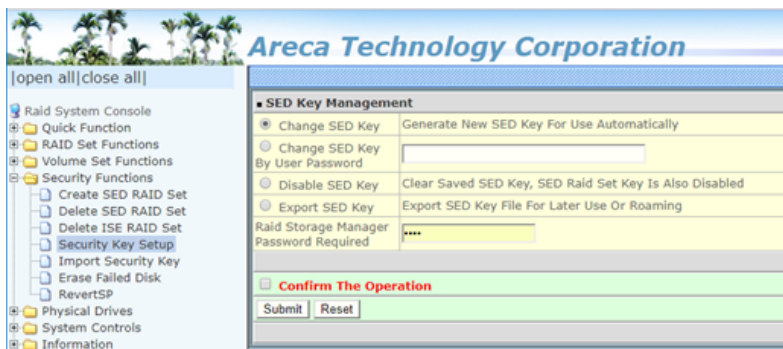 Areca Technology Corporation
|open all|close all|
Raid System Console
Quick Function
RAID Set Functions
Volume Set Functions
Security Functions
Create SED RAID Set
Delete SED RAID Set
Delete ISE RAID Set
Security Key Setup
Import Security Key
Erase Failed Disk
RevertSP
Physical Drives
System Controls
Information
SED Key Management
Change SED Key Generate New SED Key For Use Automatically
Change SED Key
By User Password
Disable SED Key Clear Saved SED Key, SED Raid Set Key Is Also Disabled
Export SED Key Export SED Key File For Later Use Or Roaming
Raid Storage Manager
Password Required ••••
Confirm The Operation
Submit Reset